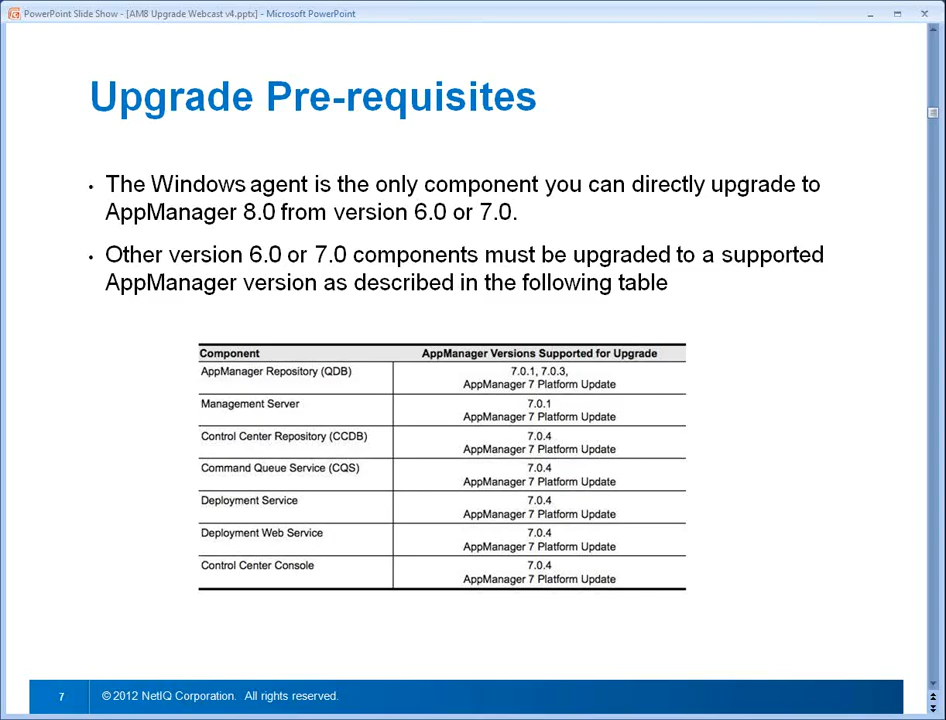 PowerPoint Slide Show - [AM8 Upgrade Webcast v4.pptx] - Microsoft PowerPoint
Upgrade Pre-requisites
• The Windows agent is the only component you can directly upgrade to
AppManager 8.0 from version 6.0 or 7.0.
• Other version 6.0 or 7.0 components must be upgraded to a supported
AppManager version as described in the following table
Component AppManager Versions Supported for Upgrade
AppManager Repository (QDB) 7.0.1, 7.0.3,
AppManager 7 Platform Update
Management Server 7.0.1
AppManager 7 Platform Update
Control Center Repository (CCDB) 7.0.4
AppManager 7 Platform Update
Command Queue Service (CQS) 7.0.4
AppManager 7 Platform Update
Deployment Service 7.0.4
AppManager 7 Platform Update
Deployment Web Service 7.0.4
AppManager 7 Platform Update
Control Center Console 7.0.4
AppManager 7 Platform Update
7 © 2012 NetIQ Corporation. All rights reserved.